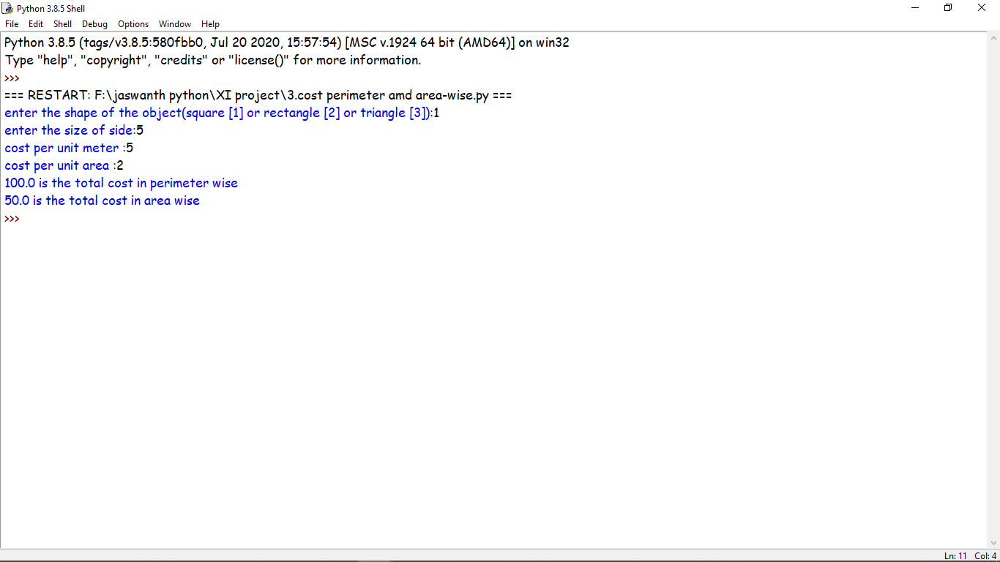 Python 3.8.5 Shell
File Edit Shell Debug Options Window Help
Python 3.8.5 (tags/v3.8.5:580fbb0, Jul 20 2020, 15:57:54) [MSC v.1924 64 bit (AMD64)] on win32
Type "help", "copyright", "credits" or "license()" for more information.
>>>
=== RESTART: F:\jaswanth python\XI project\3.cost perimeter amd area-wise.py ===
enter the shape of the object(square [1] or rectangle [2] or triangle [3]):1
enter the size of side:5
cost per unit meter :5
cost per unit area :2
100.0 is the total cost in perimeter wise
50.0 is the total cost in area wise
>>>
Ln: 11 Col: 4